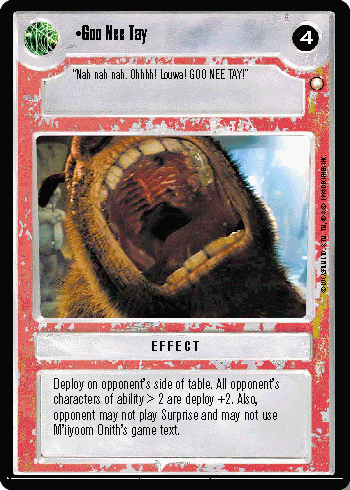 •Goo Nee Tay
4
"Nah nah nah. Ohhhh! Louwa! GOO NEE TAY!"
EFFECT
Deploy on opponent's side of table. All opponent's
characters of ability > 2 are deploy +2. Also,
opponent may not play Surprise and may not use
M'iiyoom Onith's game text.